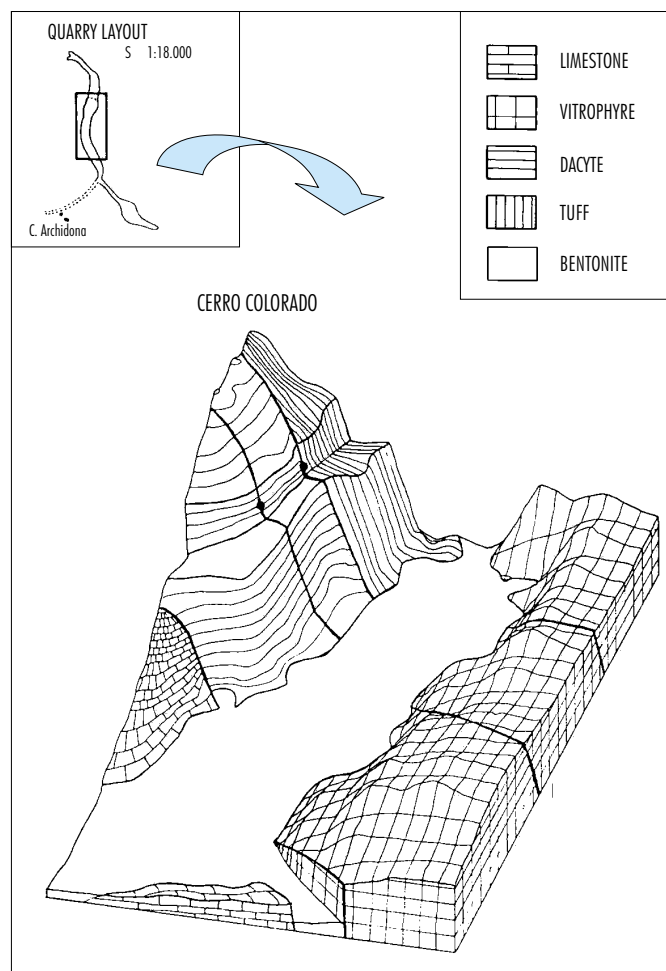 QUARRY LAYOUT
S 1:18.000
C. Archidona
LIMESTONE
VITROPHYRE
DACYTE
TUFF
BENTONITE
CERRO COLORADO